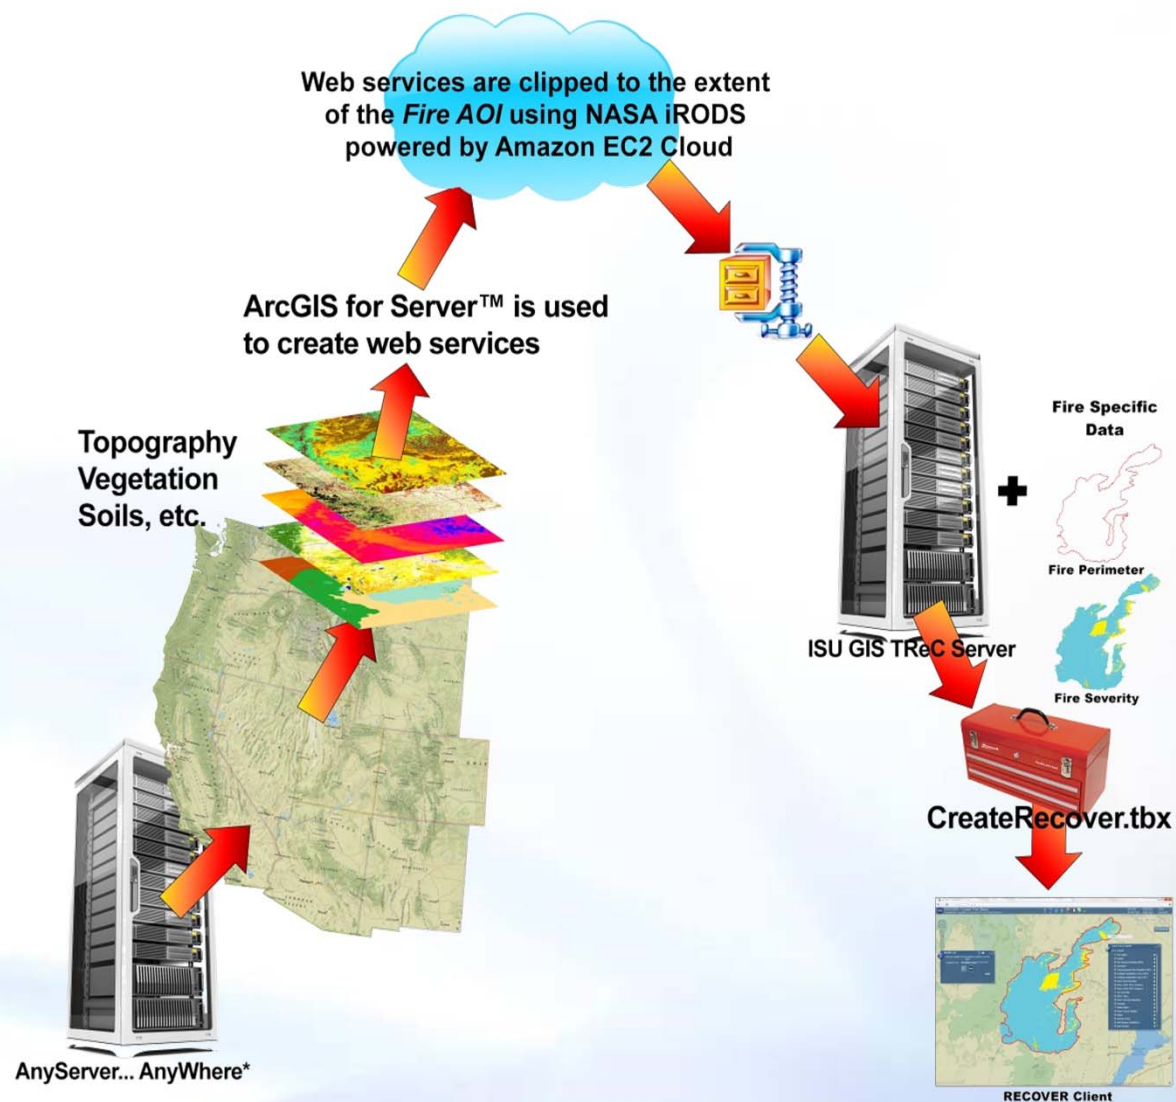 Web services are clipped to the extent
of the Fire AOI using NASA iRODS
powered by Amazon EC2 Cloud
ArcGIS for Server™ is used
to create web services
Topography
Vegetation
Soils, etc.
AnyServer... AnyWhere*
Fire Specific
Data
Fire Perimeter
Fire Severity
ISU GIS TReC Server
CreateRecover.tbx
RECOVER Client